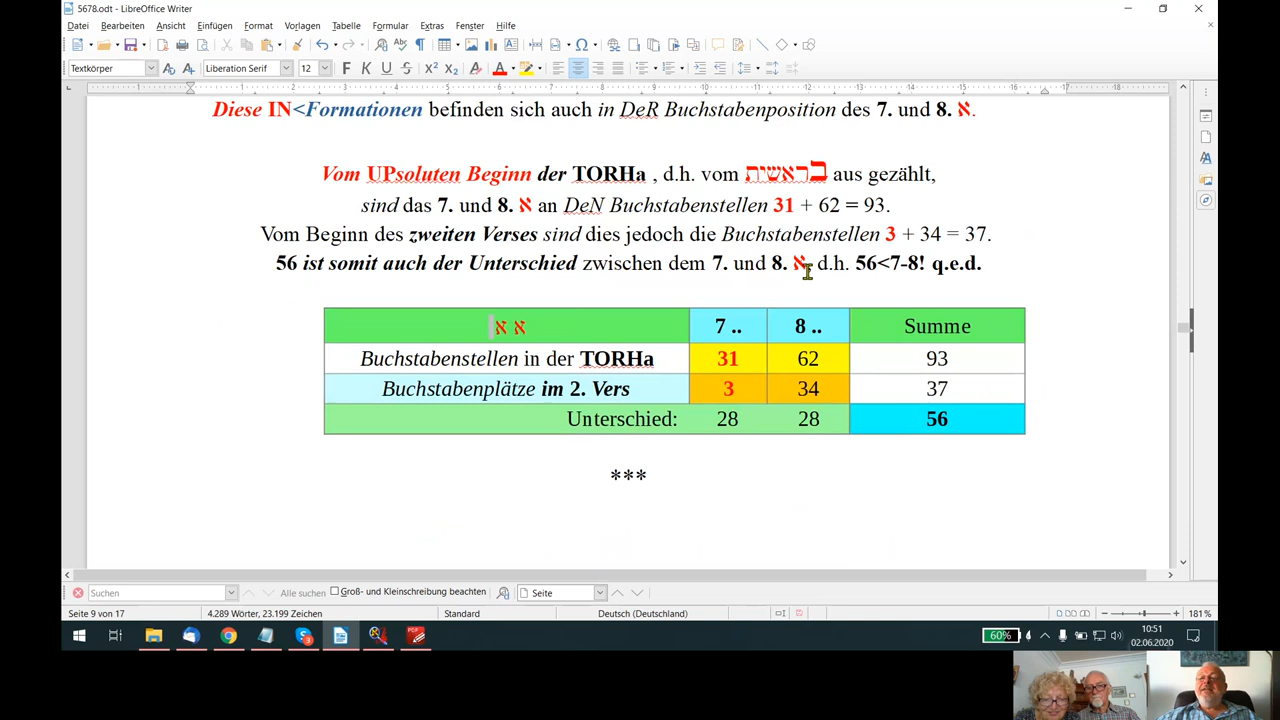 5678.odt - LibreOffice Writer
Datei Bearbeiten Ansicht Einfügen Format Vorlagen Tabelle Formular Extras Fenster Hilfe
Textkörper Liberation Serif 12
Diese IN<Formationen befinden sich auch in DeR Buchstabenposition des 7. und 8. א.
Vom UPsoluten Beginn der TORHa , d.h. vom בראשית aus gezählt,
sind das 7. und 8. א an DeN Buchstabenstellen 31 + 62 = 93.
Vom Beginn des zweiten Verses sind dies jedoch die Buchstabenstellen 3 + 34 = 37.
56 ist somit auch der Unterschied zwischen dem 7. und 8. א, d.h. 56<7-8! q.e.d.
א א 7 .. 8 .. Summe
Buchstabenstellen in der TORHa 31 62 93
Buchstabenplätze im 2. Vers 3 34 37
Unterschied: 28 28 56
***
Suchen Alle suchen Groß- und Kleinschreibung beachten Seite
Seite 9 von 17 4.289 Wörter, 23.199 Zeichen Standard Deutsch (Deutschland) 181%
60% 10:51
02.06.2020